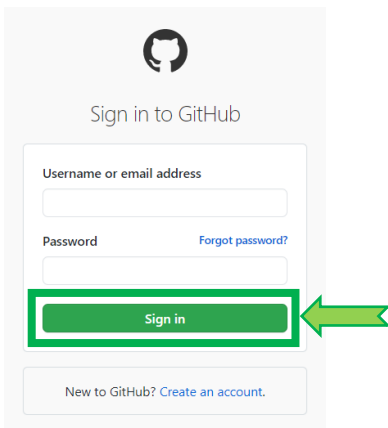 Sign in to GitHub
Username or email address
Password Forgot password?
Sign in
New to GitHub? Create an account.